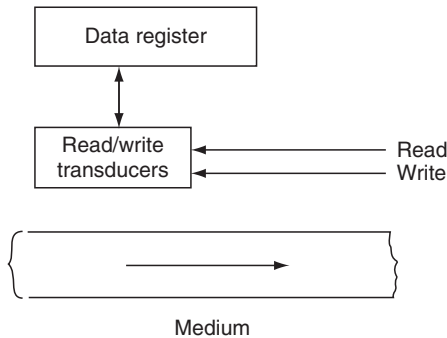 Data register
Read/write
transducers
Read
Write
Medium